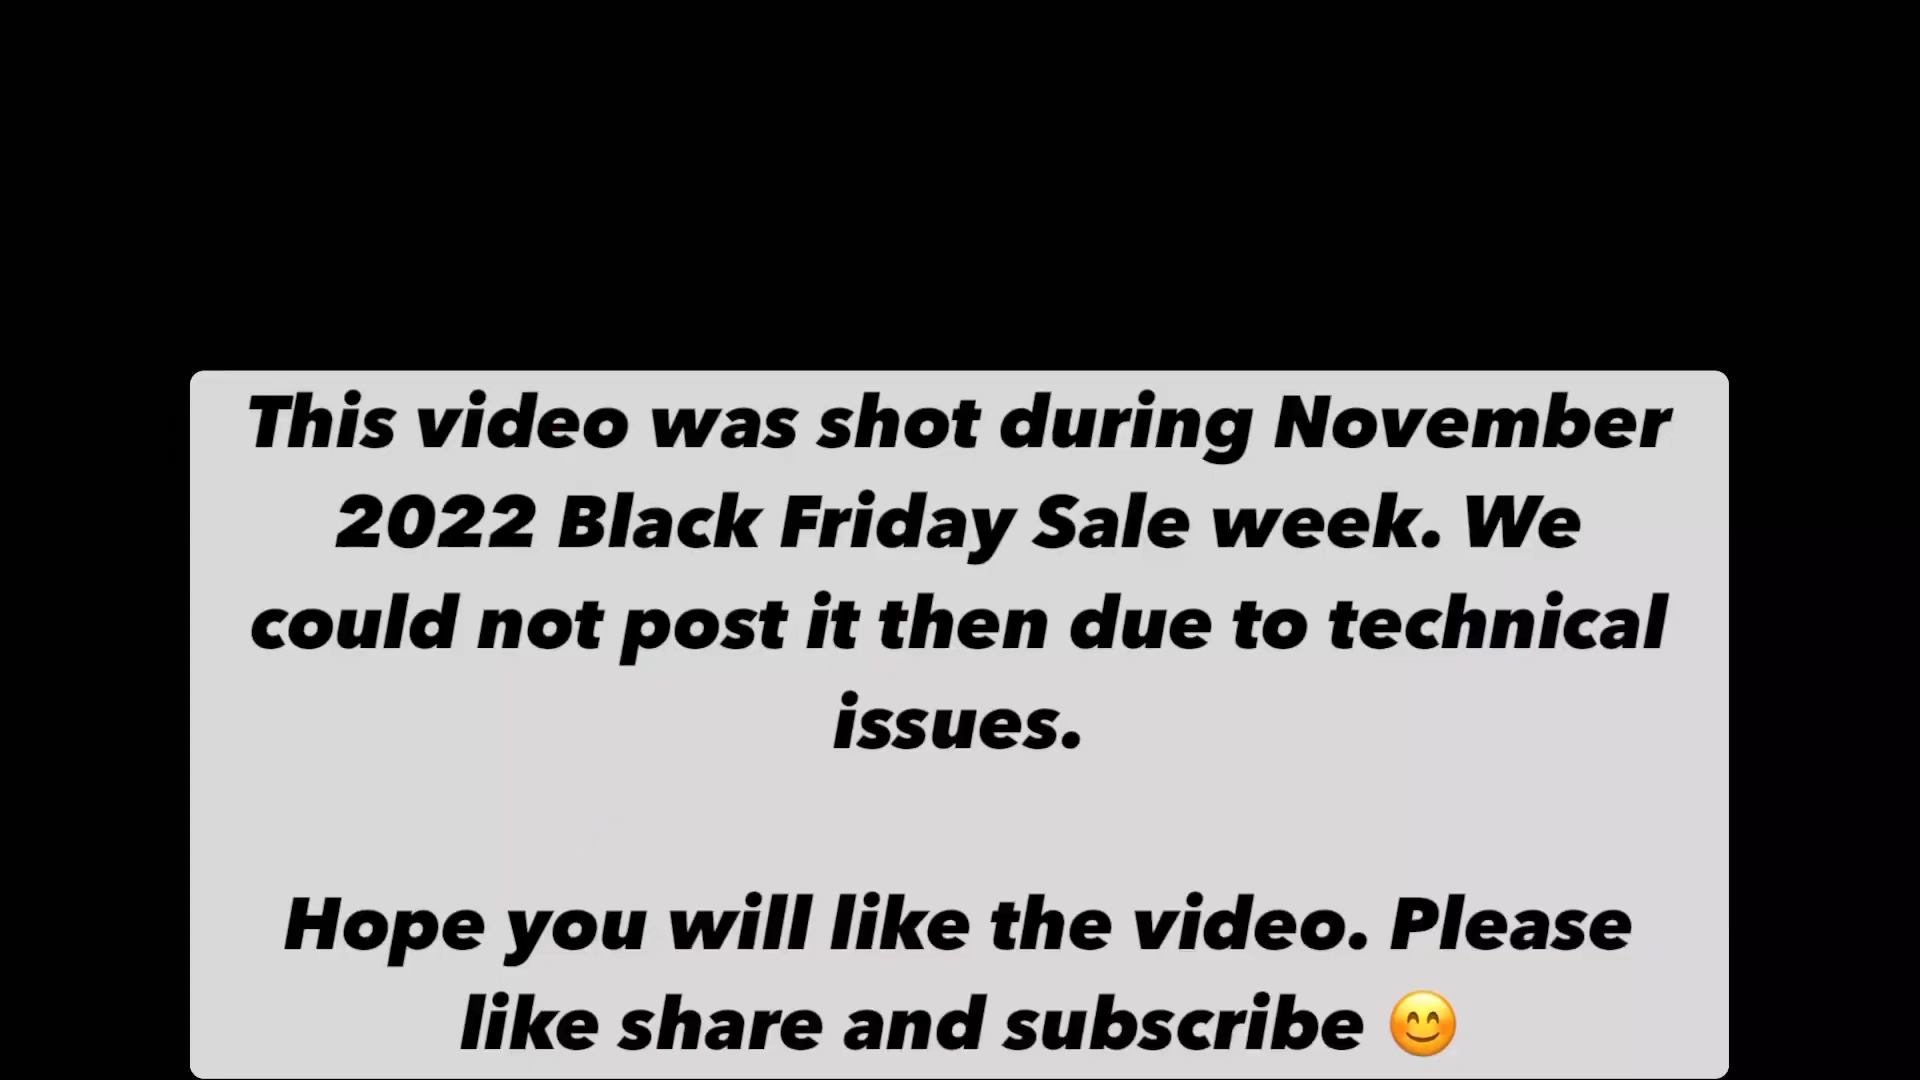 This video was shot during November
2022 Black Friday Sale week. We
could not post it then due to technical
issues.
Hope you will like the video. Please
like share and subscribe 😊